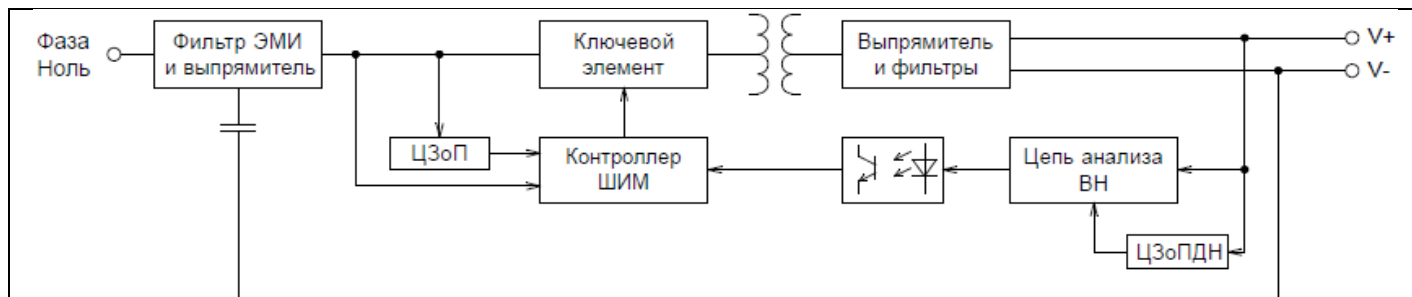 Фаза
Ноль
Фильтр ЭМИ
и выпрямитель
Ключевой
элемент
Выпрямитель
и фильтры
V+
V-
ЦЗоП
Контроллер
ШИМ
Цепь анализа
ВН
ЦЗоПДН